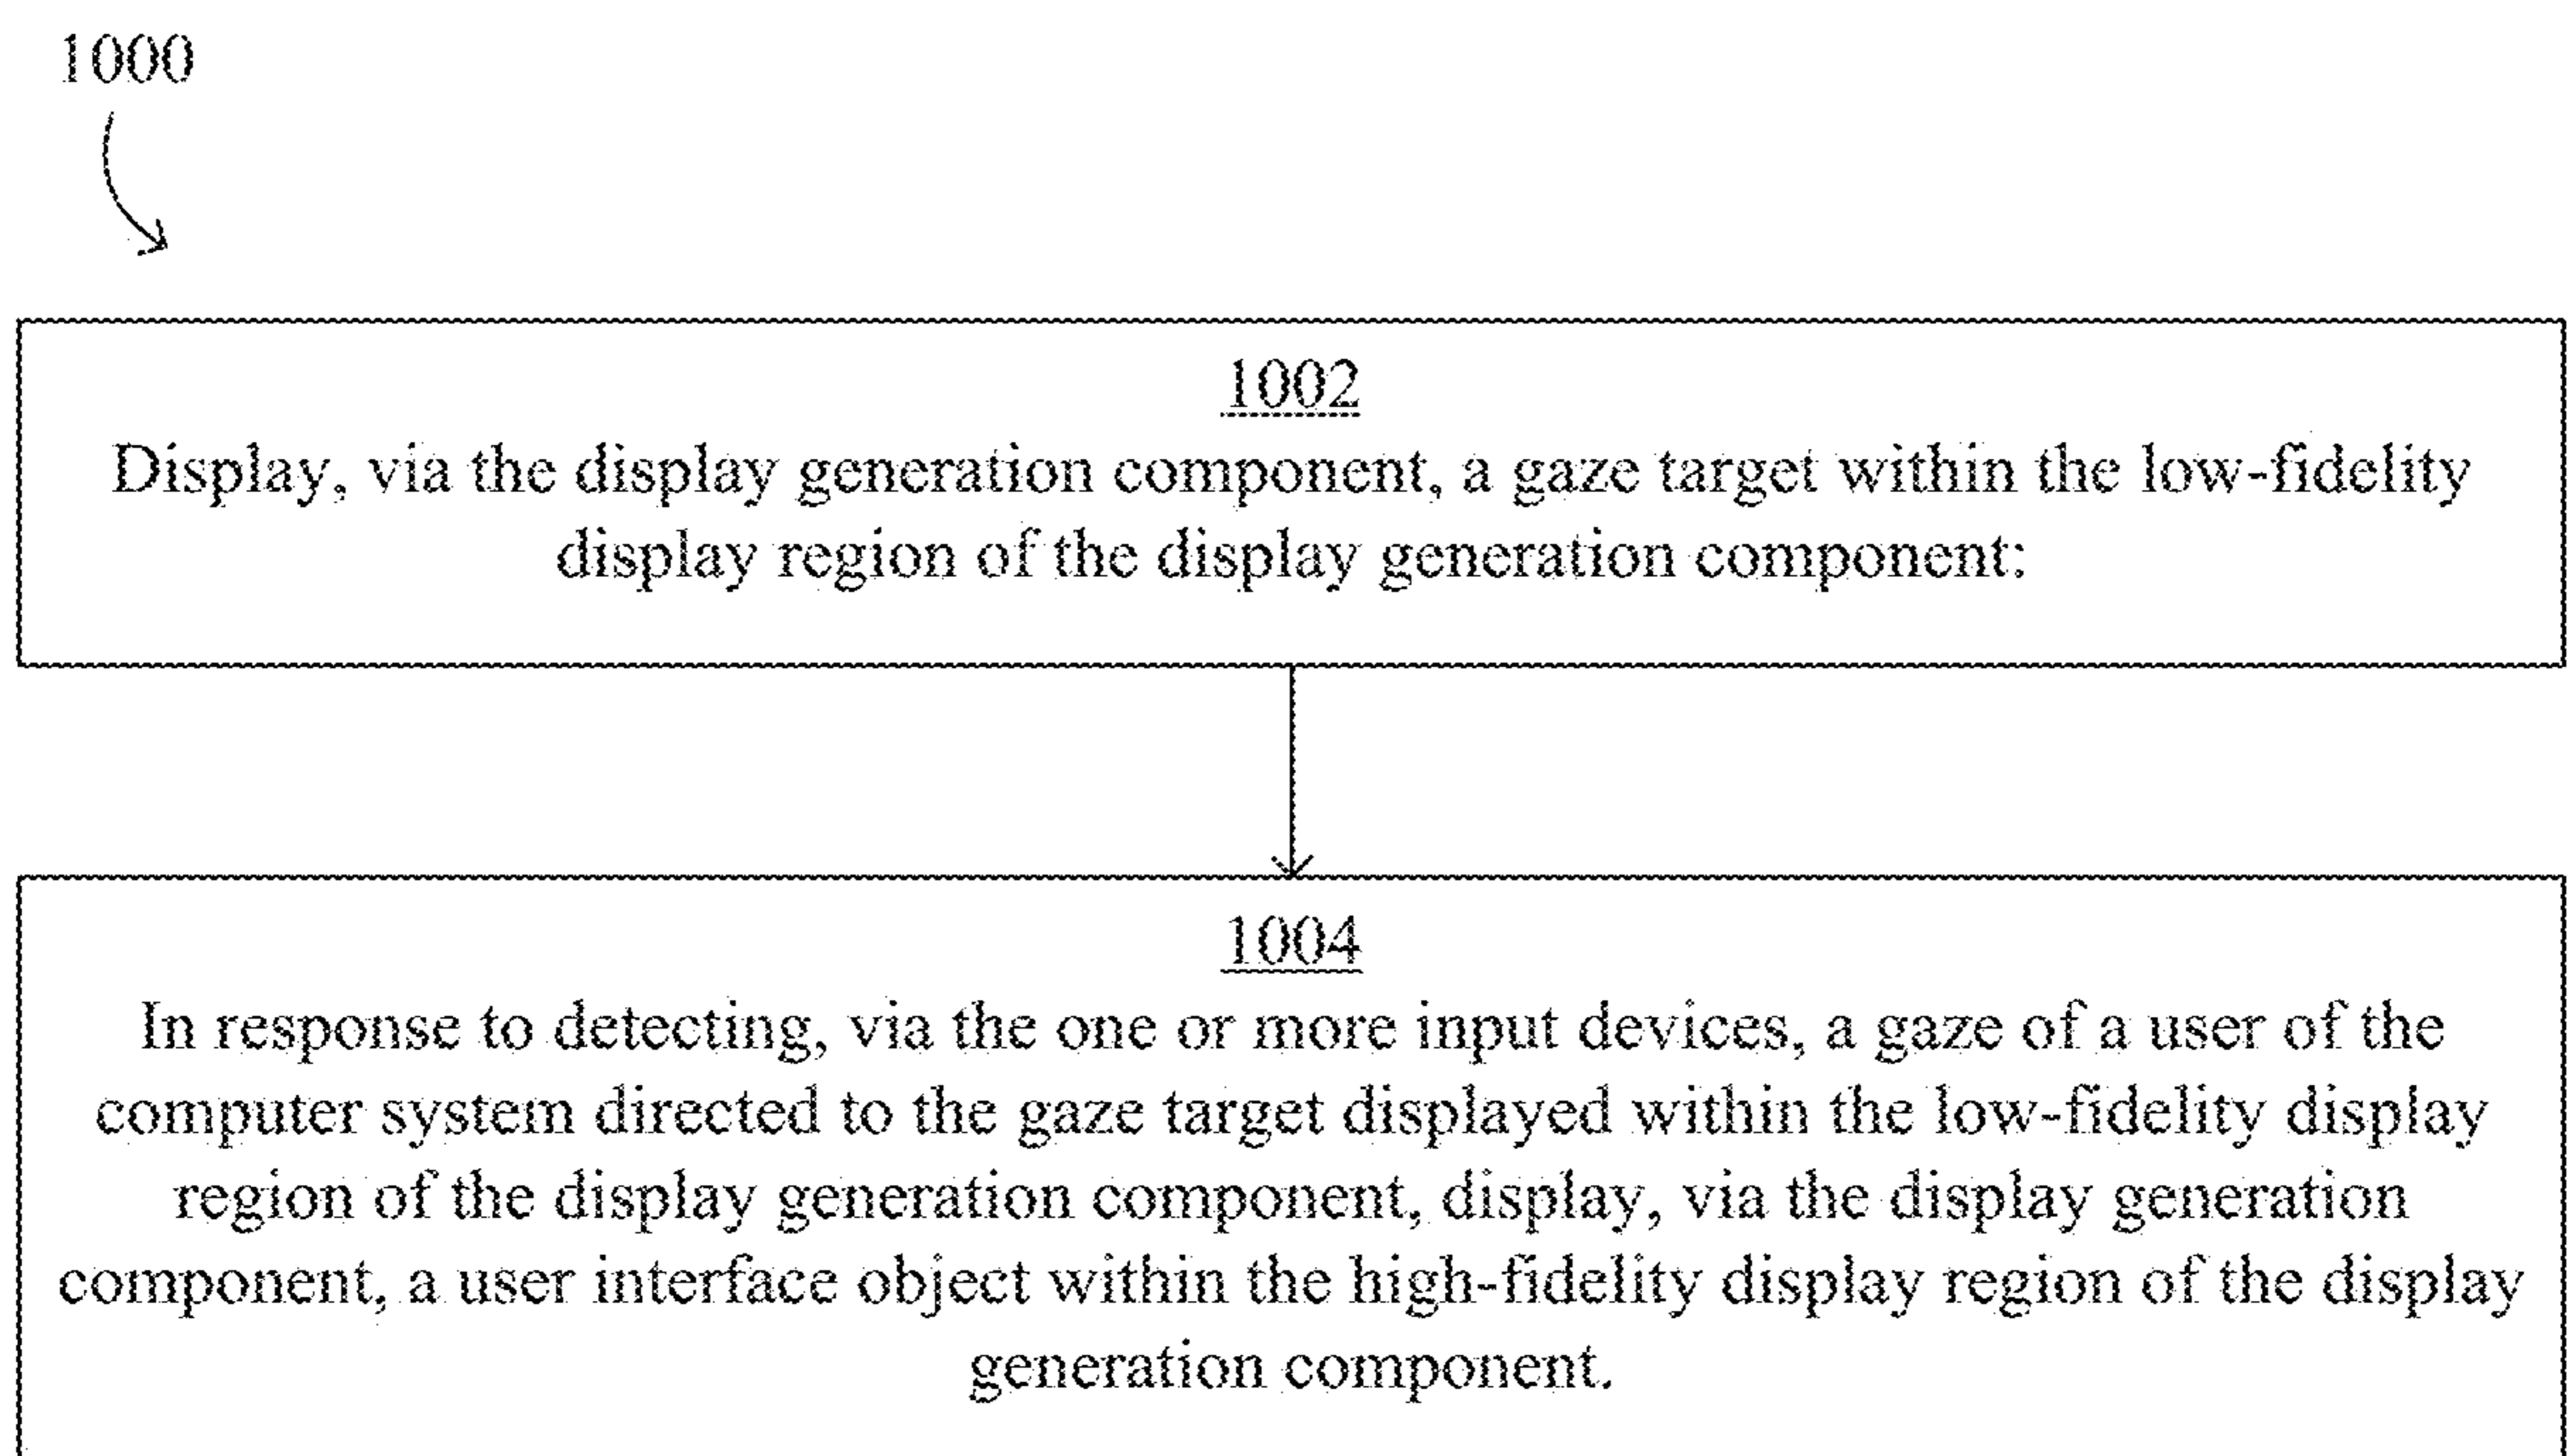 1000
1002
Display, via the display generation component, a gaze target within the low-fidelity
display region of the display generation component:
1004
In response to detecting, via the one or more input devices, a gaze of a user of the
computer system directed to the gaze target displayed within the low-fidelity display
region of the display generation component, display, via the display generation
component, a user interface object within the high-fidelity display region of the display
generation component.